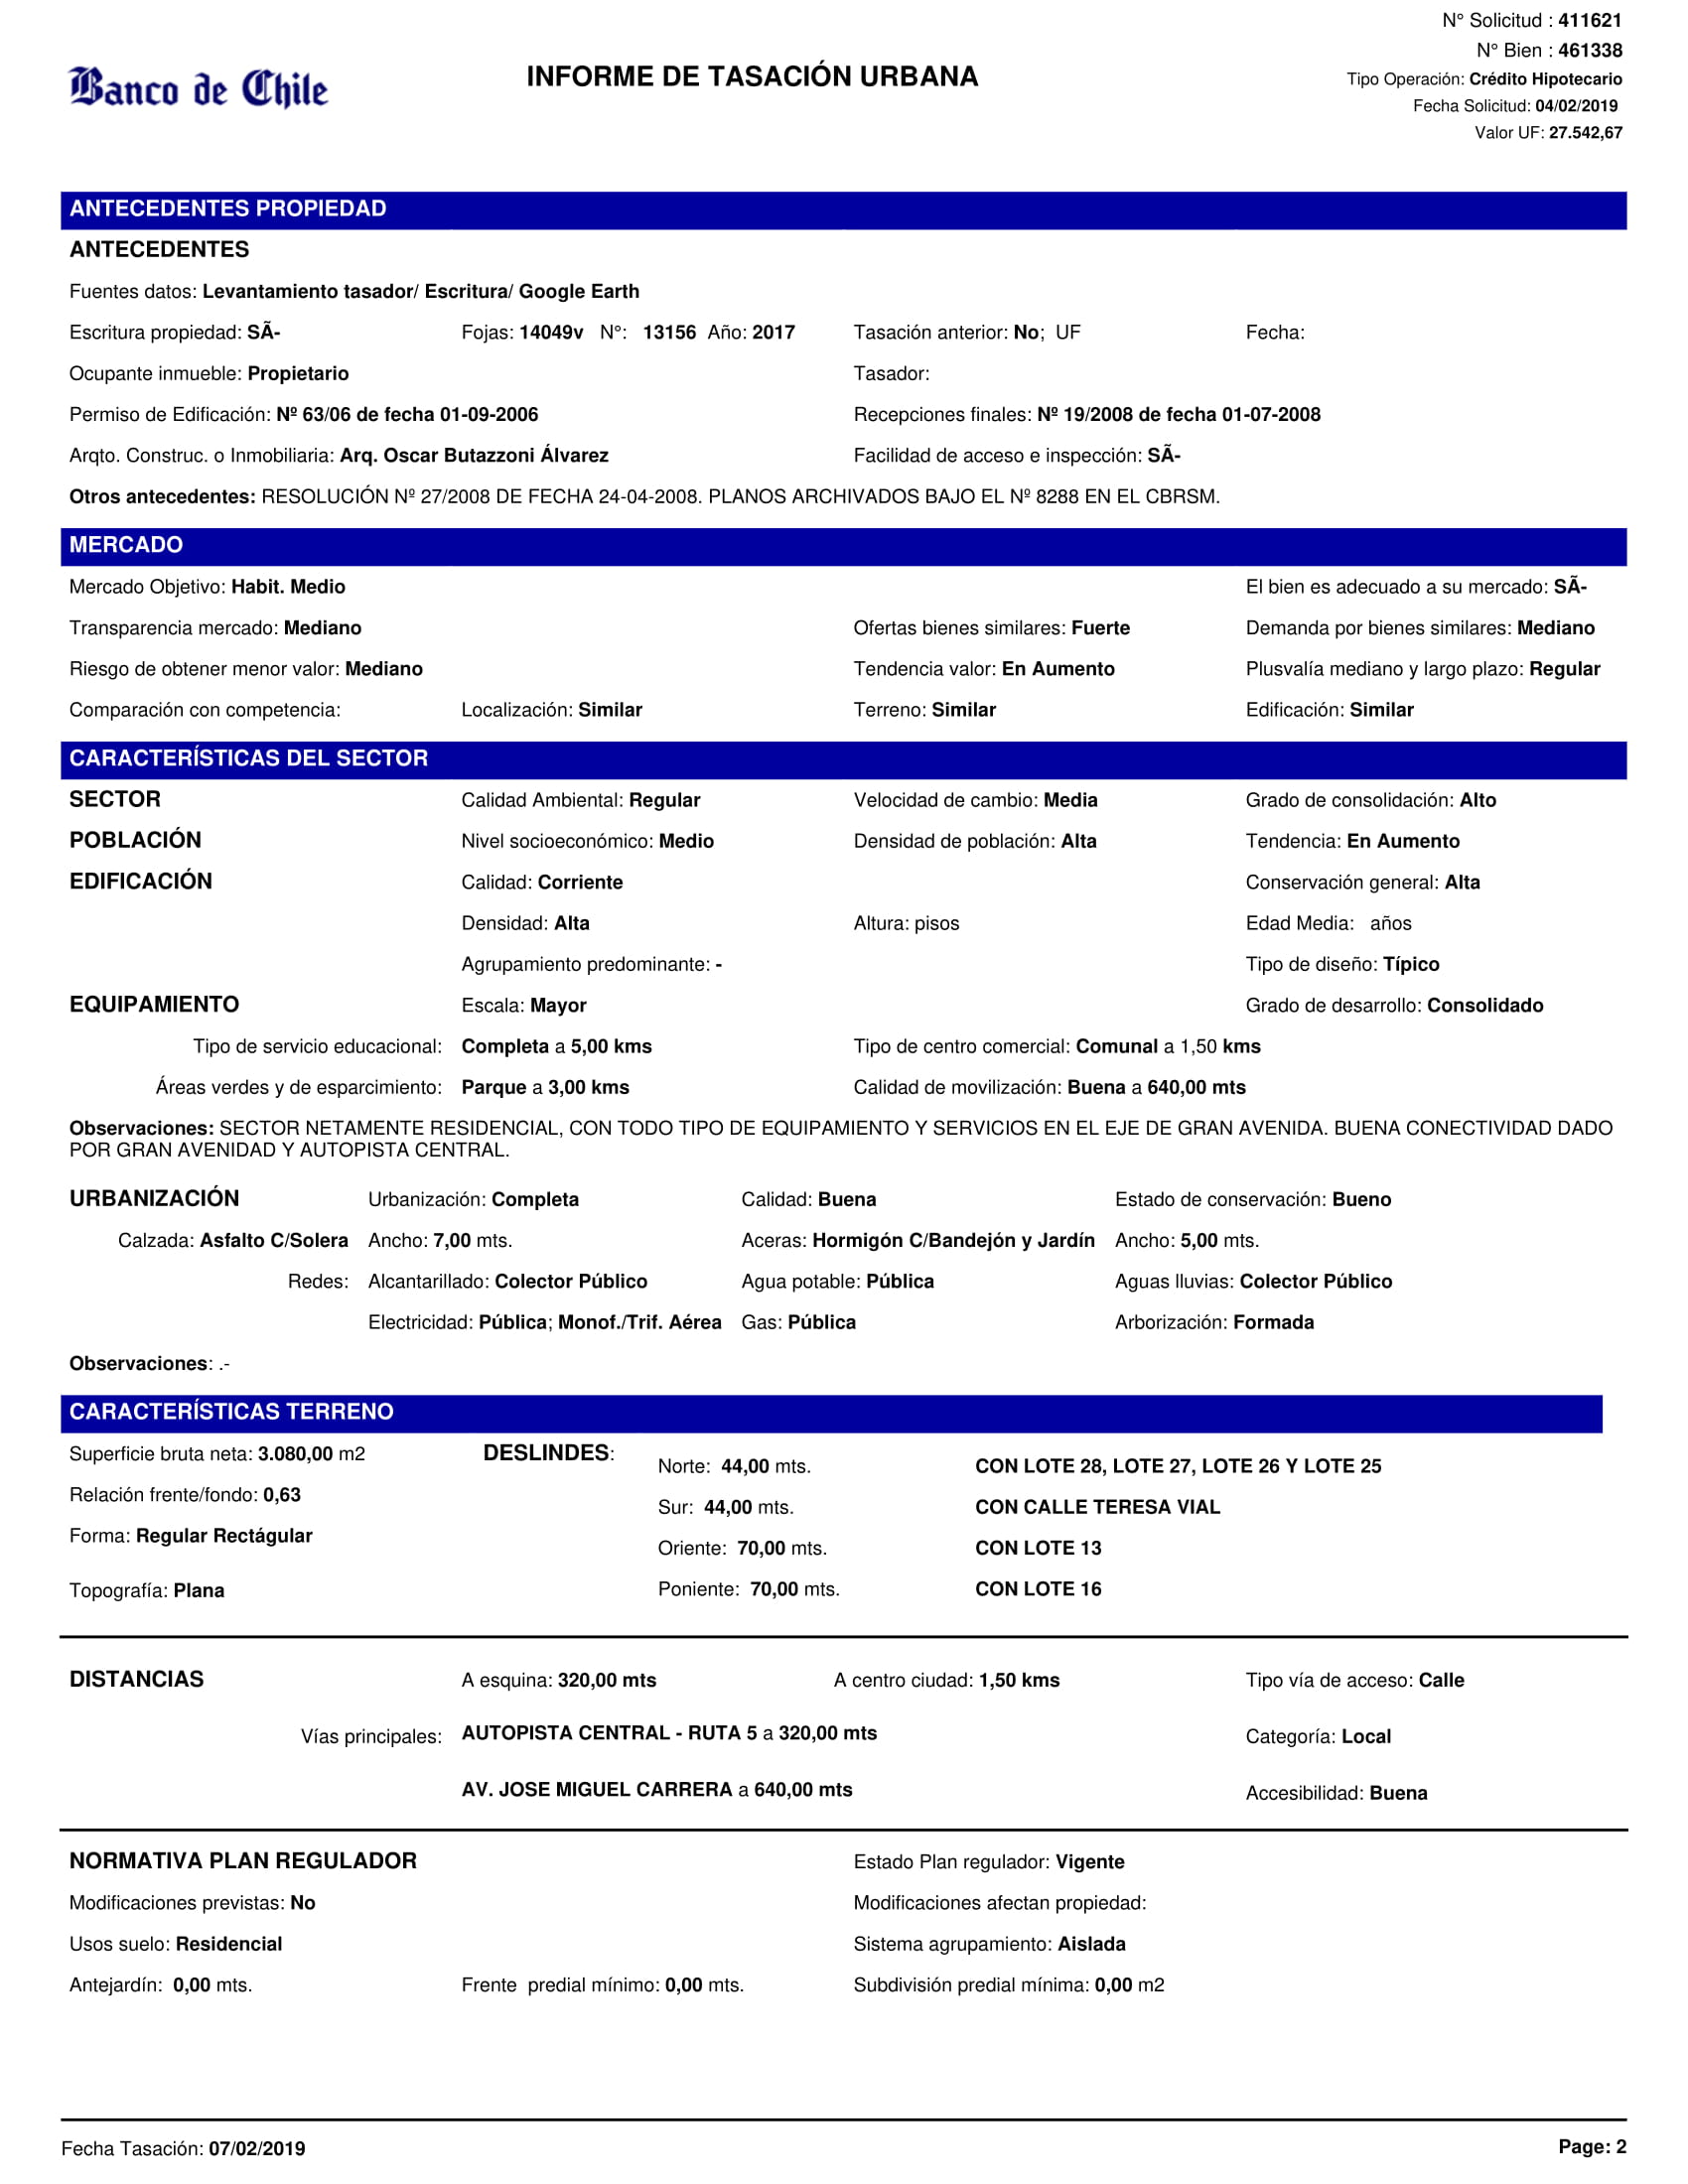 N° Solicitud : 411621
N° Bien : 461338
Banco de Chile
INFORME DE TASACIÓN URBANA
Tipo Operación: Crédito Hipotecario
Fecha Solicitud: 04/02/2019
Valor UF: 27.542,67
ANTECEDENTES PROPIEDAD
ANTECEDENTES
Fuentes datos: Levantamiento tasador/ Escritura/ Google Earth
Escritura propiedad: SÃ- Fojas: 14049v N°: 13156 Año: 2017 Tasación anterior: No; UF Fecha:
Ocupante inmueble: Propietario Tasador:
Permiso de Edificación: Nº 63/06 de fecha 01-09-2006 Recepciones finales: Nº 19/2008 de fecha 01-07-2008
Arqto. Construc. o Inmobiliaria: Arq. Oscar Butazzoni Álvarez Facilidad de acceso e inspección: SÃ-
Otros antecedentes: RESOLUCIÓN Nº 27/2008 DE FECHA 24-04-2008. PLANOS ARCHIVADOS BAJO EL Nº 8288 EN EL CBRSM.
MERCADO
Mercado Objetivo: Habit. Medio El bien es adecuado a su mercado: SÃ-
Transparencia mercado: Mediano Ofertas bienes similares: Fuerte Demanda por bienes similares: Mediano
Riesgo de obtener menor valor: Mediano Tendencia valor: En Aumento Plusvalía mediano y largo plazo: Regular
Comparación con competencia: Localización: Similar Terreno: Similar Edificación: Similar
CARACTERÍSTICAS DEL SECTOR
SECTOR Calidad Ambiental: Regular Velocidad de cambio: Media Grado de consolidación: Alto
POBLACIÓN Nivel socioeconómico: Medio Densidad de población: Alta Tendencia: En Aumento
EDIFICACIÓN Calidad: Corriente Conservación general: Alta
Densidad: Alta Altura: pisos Edad Media: años
Agrupamiento predominante: - Tipo de diseño: Típico
EQUIPAMIENTO Escala: Mayor Grado de desarrollo: Consolidado
Tipo de servicio educacional: Completa a 5,00 kms Tipo de centro comercial: Comunal a 1,50 kms
Áreas verdes y de esparcimiento: Parque a 3,00 kms Calidad de movilización: Buena a 640,00 mts
Observaciones: SECTOR NETAMENTE RESIDENCIAL, CON TODO TIPO DE EQUIPAMIENTO Y SERVICIOS EN EL EJE DE GRAN AVENIDA. BUENA CONECTIVIDAD DADO
POR GRAN AVENIDAD Y AUTOPISTA CENTRAL.
URBANIZACIÓN Urbanización: Completa Calidad: Buena Estado de conservación: Bueno
Calzada: Asfalto C/Solera Ancho: 7,00 mts. Aceras: Hormigón C/Bandejón y Jardín Ancho: 5,00 mts.
Redes: Alcantarillado: Colector Público Agua potable: Pública Aguas lluvias: Colector Público
Electricidad: Pública; Monof./Trif. Aérea Gas: Pública Arborización: Formada
Observaciones: .-
CARACTERÍSTICAS TERRENO
Superficie bruta neta: 3.080,00 m2 DESLINDES: Norte: 44,00 mts. CON LOTE 28, LOTE 27, LOTE 26 Y LOTE 25
Relación frente/fondo: 0,63 Sur: 44,00 mts. CON CALLE TERESA VIAL
Forma: Regular Rectágular Oriente: 70,00 mts. CON LOTE 13
Topografía: Plana Poniente: 70,00 mts. CON LOTE 16
DISTANCIAS A esquina: 320,00 mts A centro ciudad: 1,50 kms Tipo vía de acceso: Calle
Vías principales: AUTOPISTA CENTRAL - RUTA 5 a 320,00 mts Categoría: Local
AV. JOSE MIGUEL CARRERA a 640,00 mts Accesibilidad: Buena
NORMATIVA PLAN REGULADOR Estado Plan regulador: Vigente
Modificaciones previstas: No Modificaciones afectan propiedad:
Usos suelo: Residencial Sistema agrupamiento: Aislada
Antejardín: 0,00 mts. Frente predial mínimo: 0,00 mts. Subdivisión predial mínima: 0,00 m2
Fecha Tasación: 07/02/2019 Page: 2